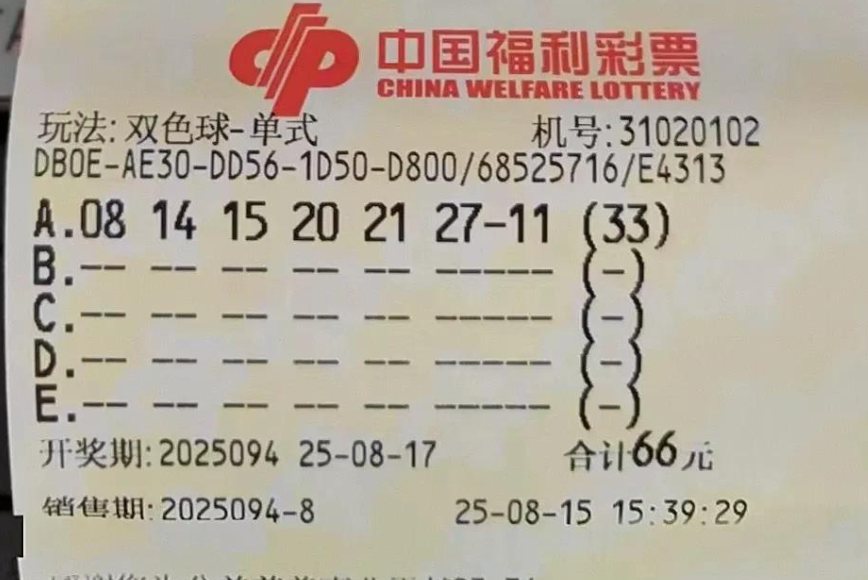 中国福利彩票
CHINA WELFARE LOTTERY
玩法:双色球-单式 机号:31020102
DB0E-AE30-DD56-1D50-D800/68525716/E4313
A.08 14 15 20 21 27-11 (33)
B.-- -- -- -- -- ----- (-)
C.-- -- -- -- -- ----- (-)
D.-- -- -- -- -- ----- (-)
E.-- -- -- -- -- ----- (-)
开奖期:2025094 25-08-17 合计66元
销售期:2025094-8 25-08-15 15:39:29